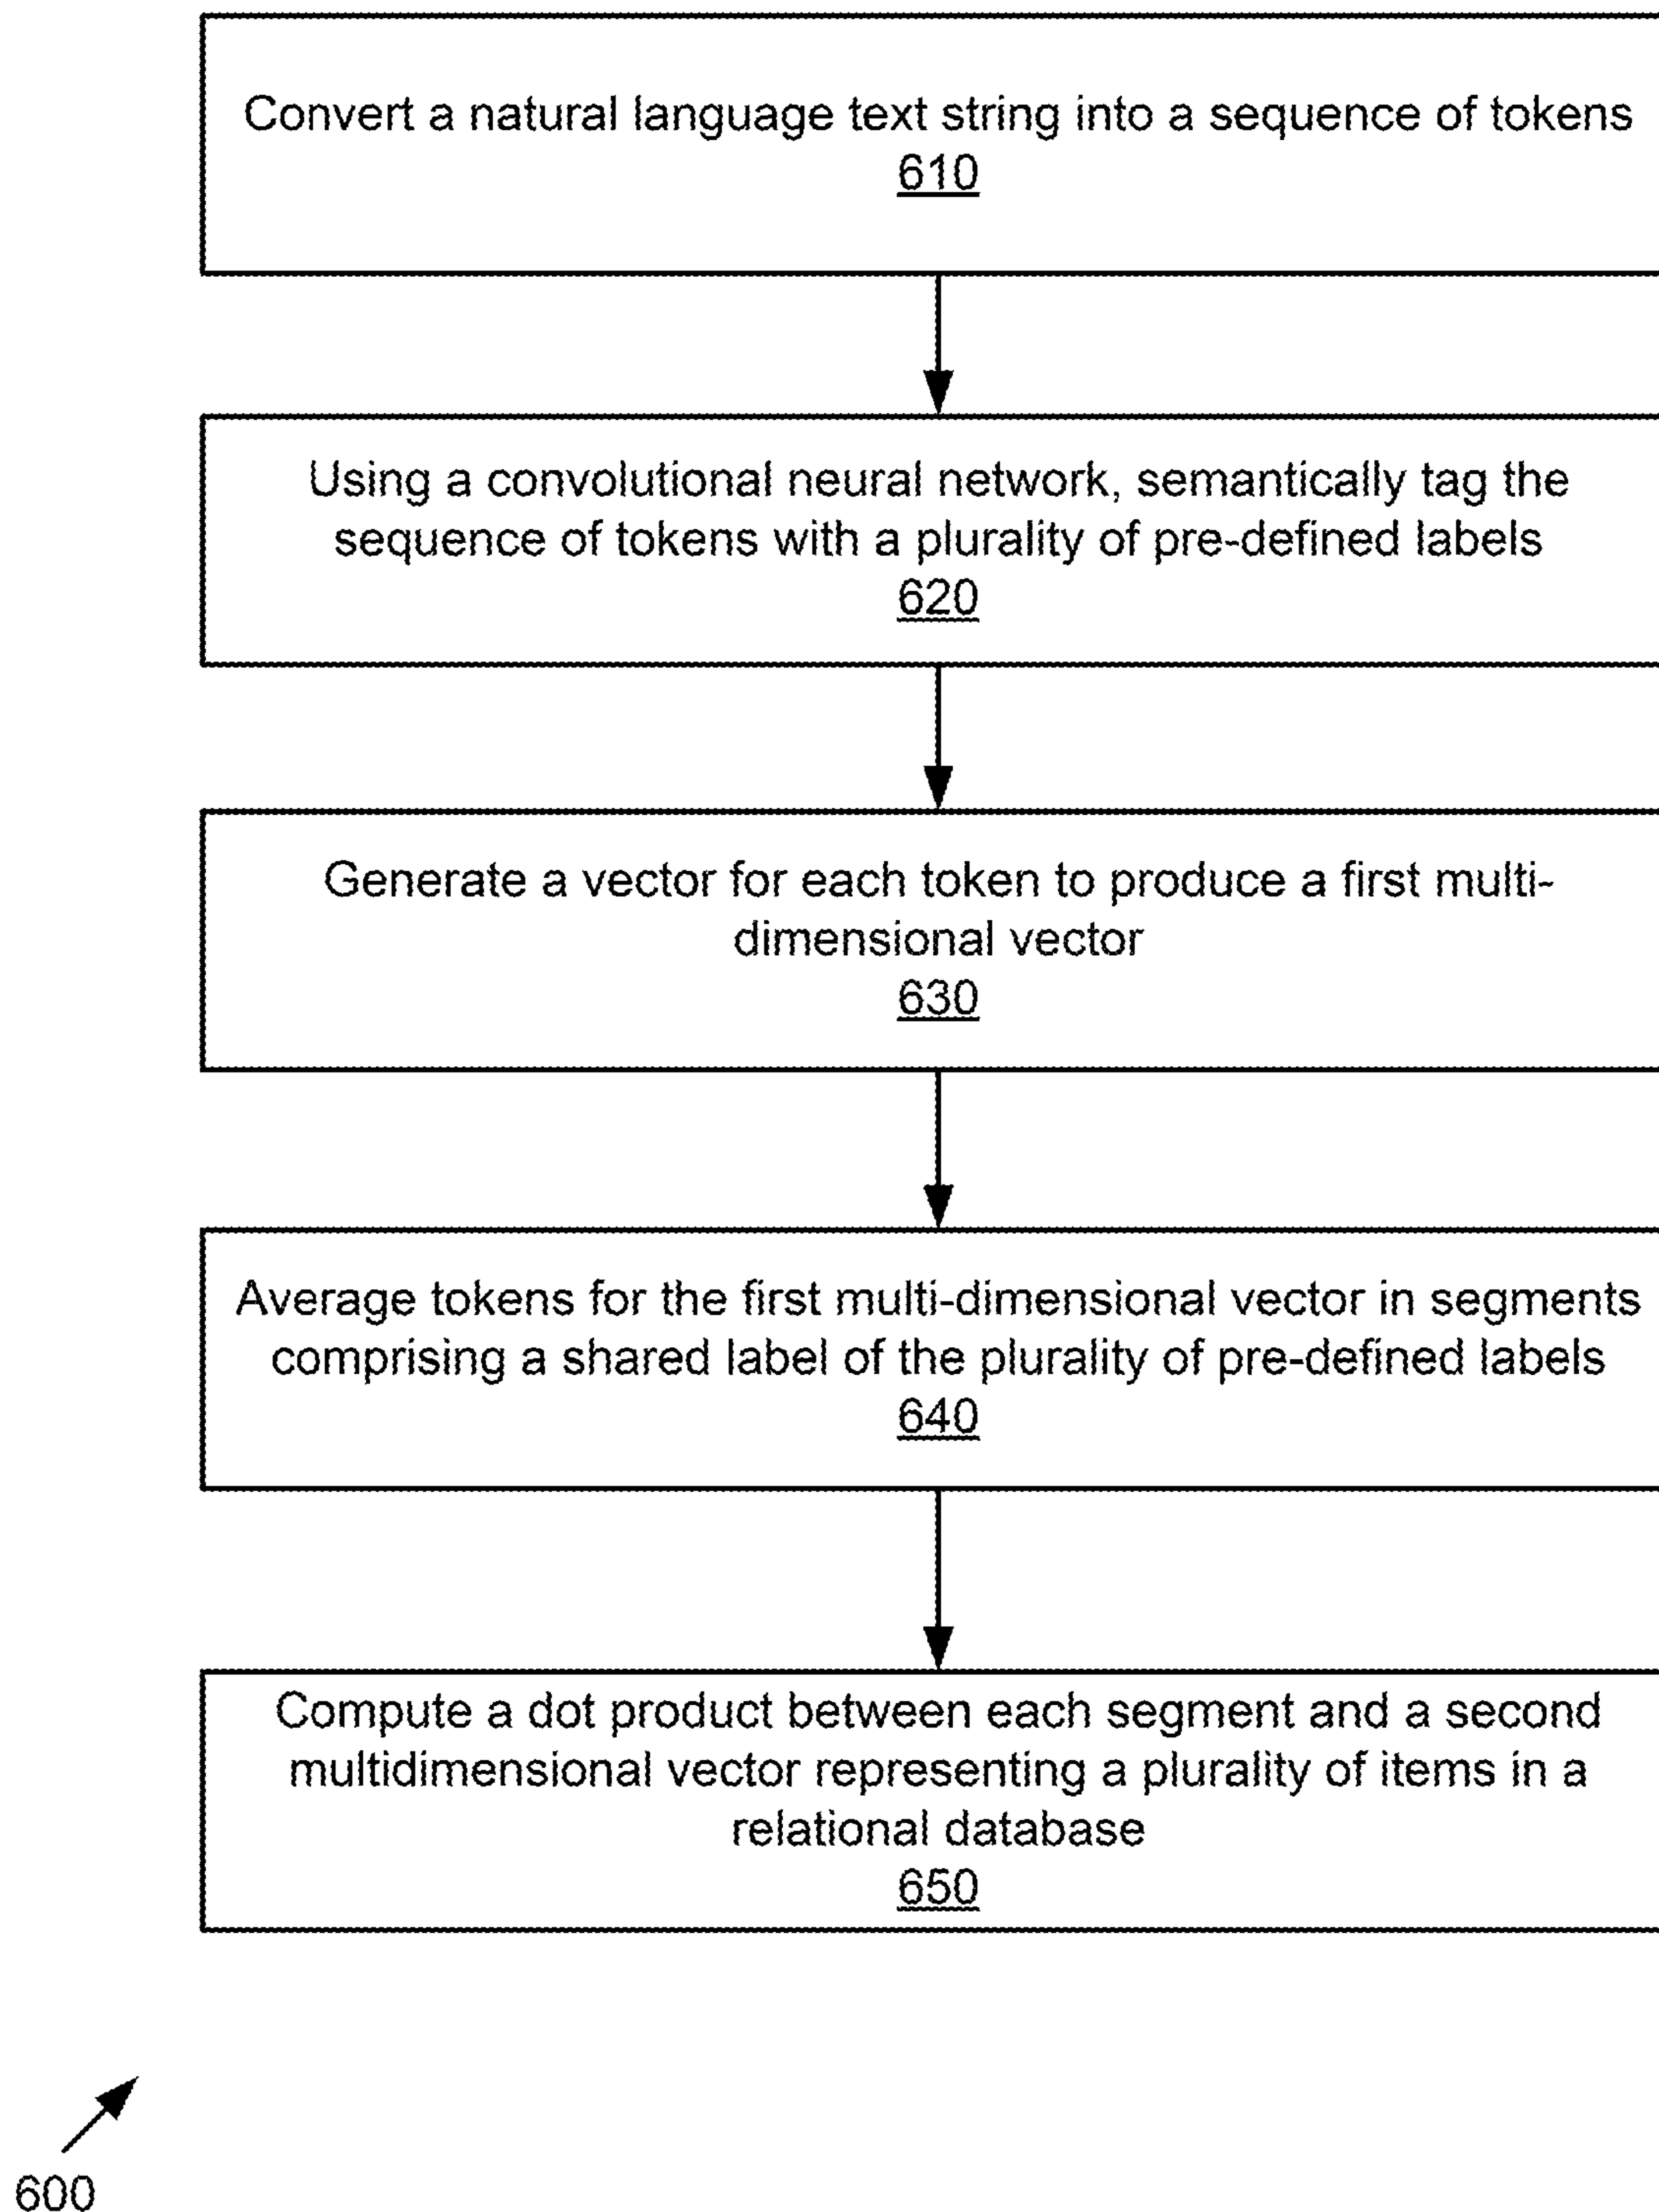 Convert a natural language text string into a sequence of tokens
610
Using a convolutional neural network, semantically tag the
sequence of tokens with a plurality of pre-defined labels
620
Generate a vector for each token to produce a first multi-
dimensional vector
630
Average tokens for the first multi-dimensional vector in segments
comprising a shared label of the plurality of pre-defined labels
640
Compute a dot product between each segment and a second
multidimensional vector representing a plurality of items in a
relational database
650
600